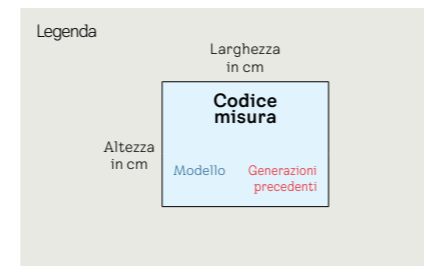 Legenda
Larghezza
in cm
Codice
misura
Altezza
in cm
Modello
Generazioni
precedenti